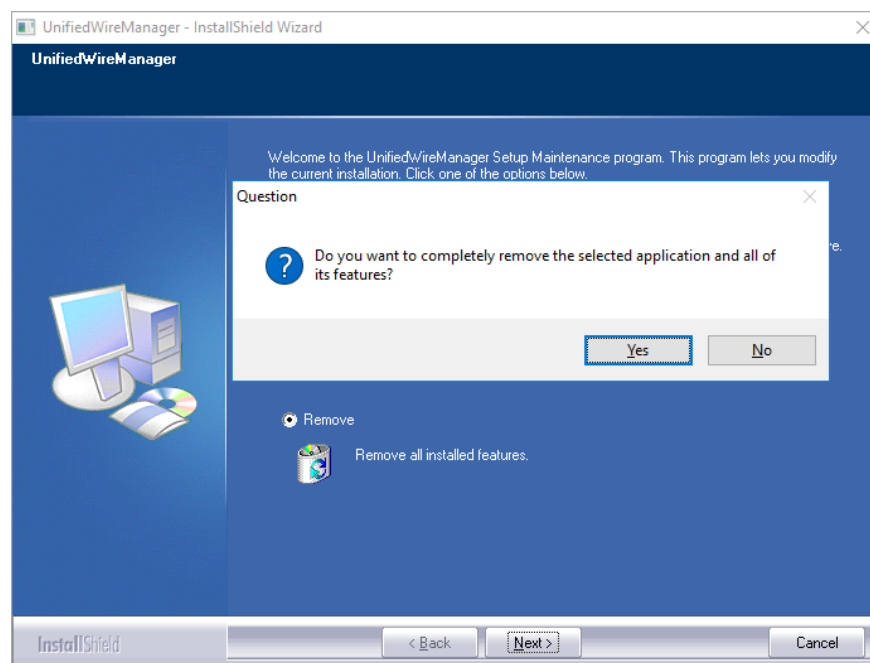 UnifiedWireManager - InstallShield Wizard
UnifiedWireManager
Welcome to the UnifiedWireManager Setup Maintenance program. This program lets you modify
the current installation. Click one of the options below.
Question
Do you want to completely remove the selected application and all of
its features?
Yes No
Remove
Remove all installed features.
InstallShield < Back Next > Cancel